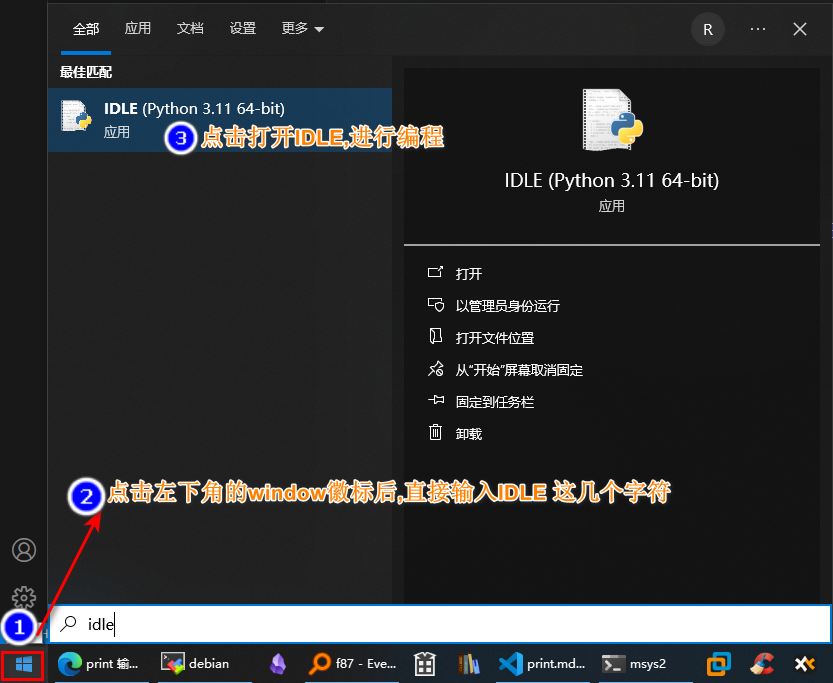 全部 应用 文档 设置 更多 R ...
最佳匹配
IDLE (Python 3.11 64-bit)
应用
3 点击打开IDLE,进行编程
IDLE (Python 3.11 64-bit)
应用
打开
以管理员身份运行
打开文件位置
从“开始”屏幕取消固定
固定到任务栏
卸载
2 点击左下角的window徽标后,直接输入IDLE 这几个字符
1
idle
print 输... debian f87 - Eve... print.md... msys2